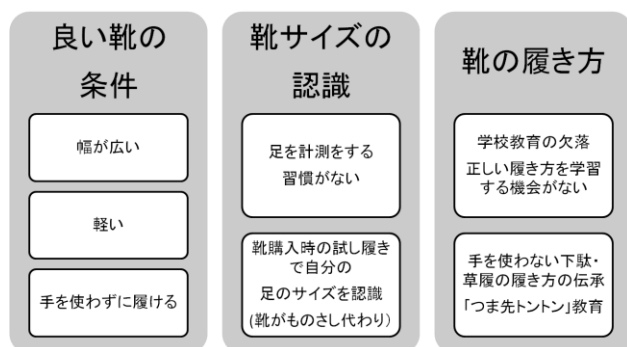 良い靴の
条件
幅が広い
軽い
手を使わずに履ける
靴サイズの
認識
足を計測をする
習慣がない
靴購入時の試し履き
で自分の
足のサイズを認識
(靴がものさし代わり)
靴の履き方
学校教育の欠落
正しい履き方を学習
する機会がない
手を使わない下駄・
草履の履き方の伝承
「つま先トントン」教育